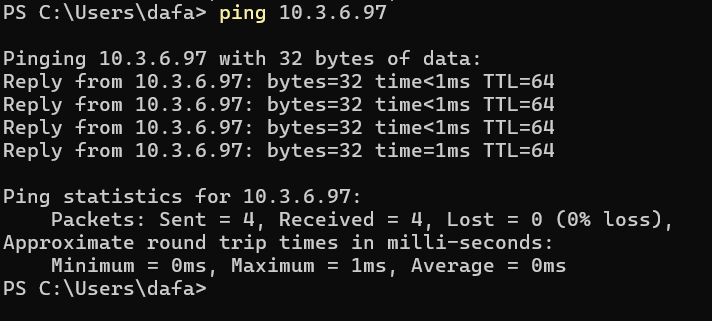 PS C:\Users\dafa> ping 10.3.6.97
Pinging 10.3.6.97 with 32 bytes of data:
Reply from 10.3.6.97: bytes=32 time<1ms TTL=64
Reply from 10.3.6.97: bytes=32 time<1ms TTL=64
Reply from 10.3.6.97: bytes=32 time<1ms TTL=64
Reply from 10.3.6.97: bytes=32 time=1ms TTL=64
Ping statistics for 10.3.6.97:
    Packets: Sent = 4, Received = 4, Lost = 0 (0% loss),
Approximate round trip times in milli-seconds:
    Minimum = 0ms, Maximum = 1ms, Average = 0ms
PS C:\Users\dafa>